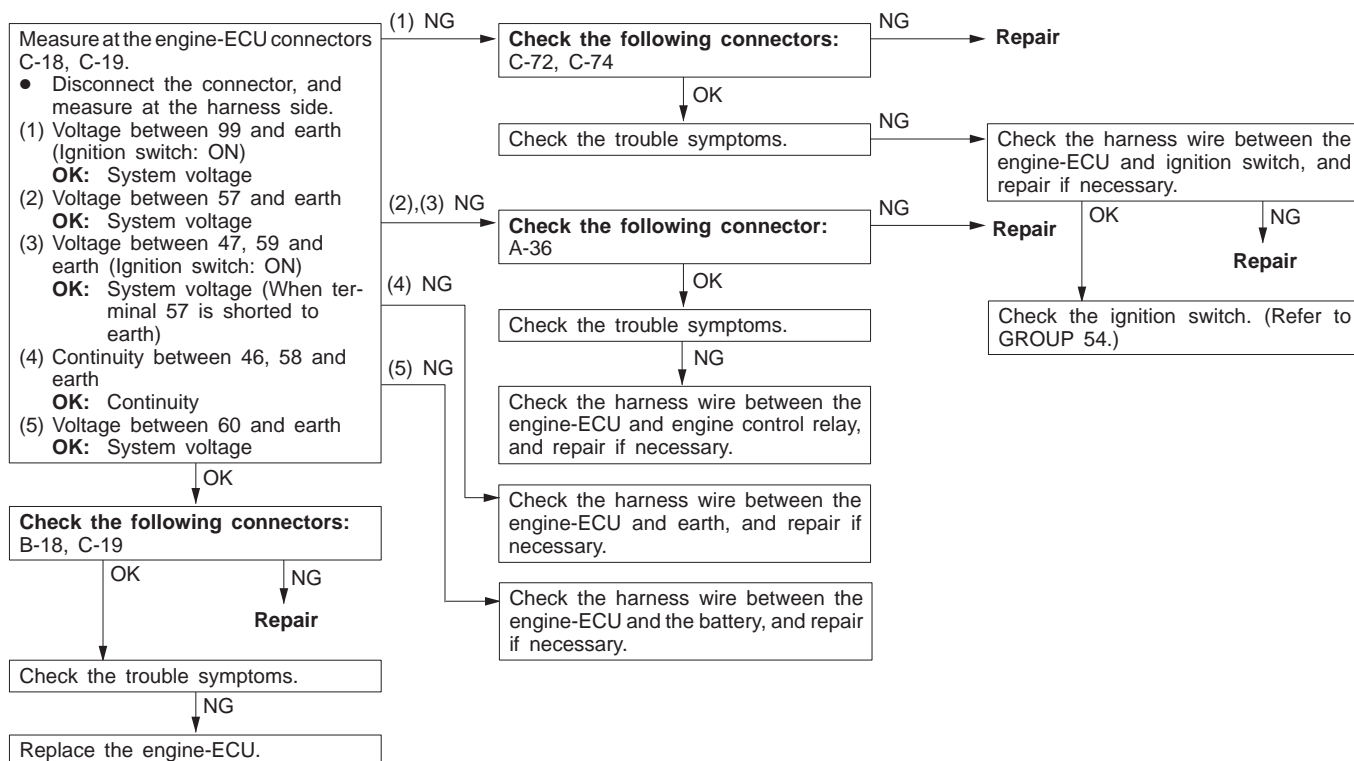 Measure at the engine-ECU connectors
C-18, C-19.
● Disconnect the connector, and
measure at the harness side.
(1) Voltage between 99 and earth
(Ignition switch: ON)
OK: System voltage
(2) Voltage between 57 and earth
OK: System voltage
(3) Voltage between 47, 59 and
earth (Ignition switch: ON)
OK: System voltage (When ter-
minal 57 is shorted to
earth)
(4) Continuity between 46, 58 and
earth
OK: Continuity
(5) Voltage between 60 and earth
OK: System voltage
(1) NG
Check the following connectors:
C-72, C-74
NG
Repair
OK
Check the trouble symptoms.
NG
Check the harness wire between the
engine-ECU and ignition switch, and
repair if necessary.
OK
NG
Repair
Check the ignition switch. (Refer to
GROUP 54.)
(2),(3) NG
Check the following connector:
A-36
NG
Repair
OK
Check the trouble symptoms.
NG
Check the harness wire between the
engine-ECU and engine control relay,
and repair if necessary.
(4) NG
Check the harness wire between the
engine-ECU and earth, and repair if
necessary.
(5) NG
Check the harness wire between the
engine-ECU and the battery, and repair
if necessary.
OK
Check the following connectors:
B-18, C-19
OK
NG
Repair
Check the trouble symptoms.
NG
Replace the engine-ECU.